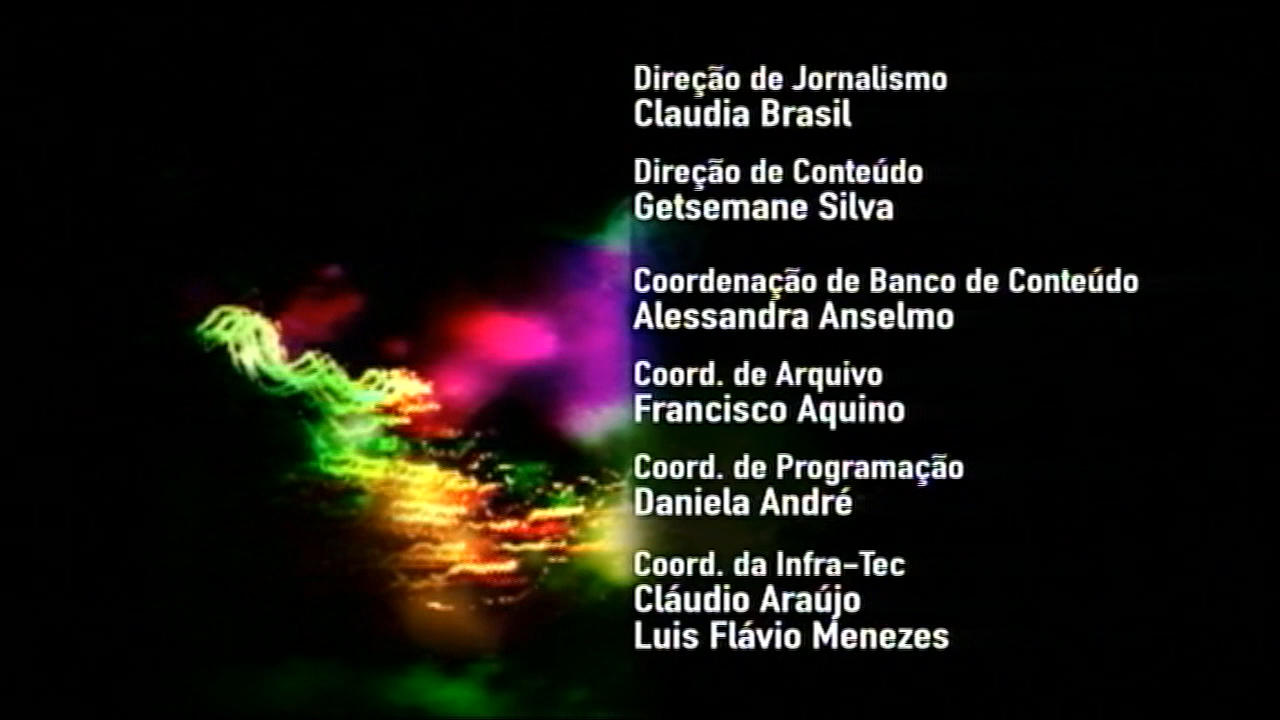 Direção de Jornalismo
Claudia Brasil
Direção de Conteúdo
Getsemane Silva
Coordenação de Banco de Conteúdo
Alessandra Anselmo
Coord. de Arquivo
Francisco Aquino
Coord. de Programação
Daniela André
Coord. da Infra-Tec
Cláudio Araújo
Luis Flávio Menezes